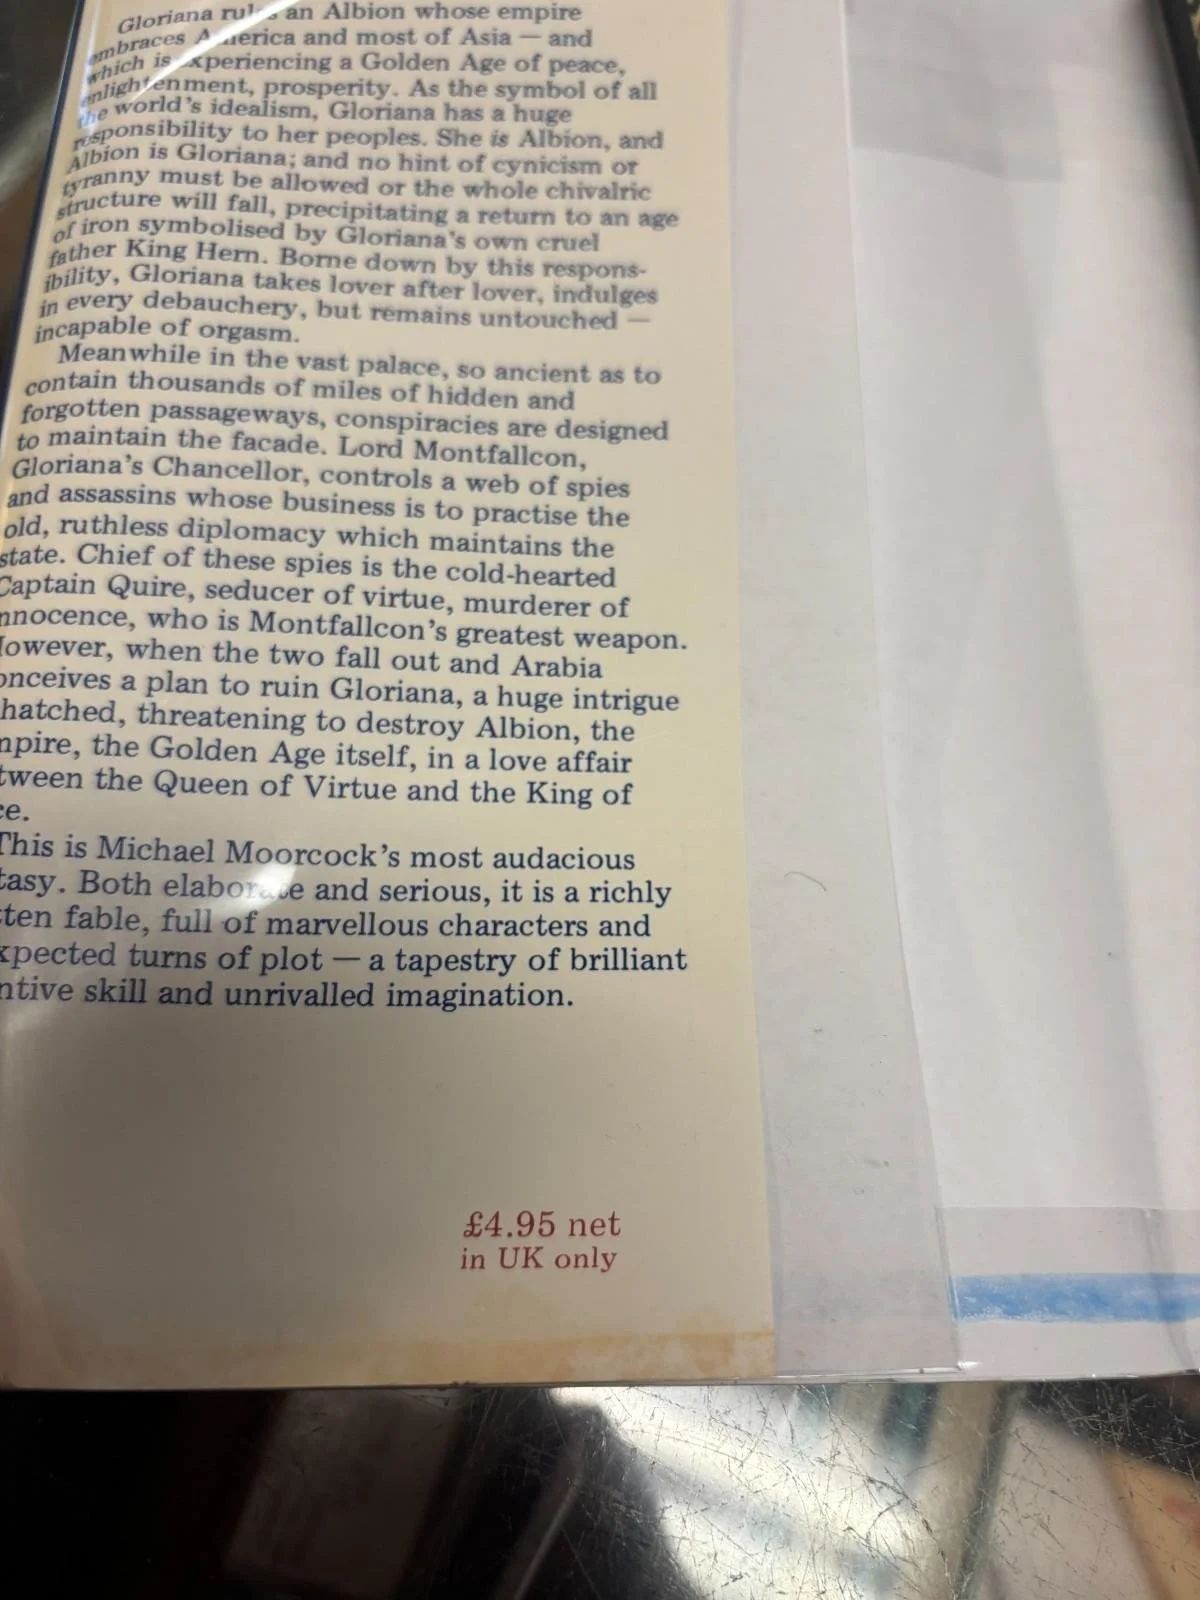 Gloriana rules an Albion whose empire
embraces America and most of Asia — and
which is experiencing a Golden Age of peace,
enlightenment, prosperity. As the symbol of all
the world's idealism, Gloriana has a huge
responsibility to her peoples. She is Albion, and
Albion is Gloriana; and no hint of cynicism or
tyranny must be allowed or the whole chivalric
structure will fall, precipitating a return to an age
of iron symbolised by Gloriana's own cruel
father King Hern. Borne down by this respons-
ibility, Gloriana takes lover after lover, indulges
in every debauchery, but remains untouched —
incapable of orgasm.
Meanwhile in the vast palace, so ancient as to
contain thousands of miles of hidden and
forgotten passageways, conspiracies are designed
to maintain the facade. Lord Montfallcon,
Gloriana's Chancellor, controls a web of spies
and assassins whose business is to practise the
old, ruthless diplomacy which maintains the
state. Chief of these spies is the cold-hearted
Captain Quire, seducer of virtue, murderer of
nnocence, who is Montfallcon's greatest weapon.
However, when the two fall out and Arabia
onceives a plan to ruin Gloriana, a huge intrigue
hatched, threatening to destroy Albion, the
mpire, the Golden Age itself, in a love affair
tween the Queen of Virtue and the King of
ce.
This is Michael Moorcock's most audacious
tasy. Both elaborate and serious, it is a richly
tten fable, full of marvellous characters and
xpected turns of plot — a tapestry of brilliant
ntive skill and unrivalled imagination.
£4.95 net
in UK only